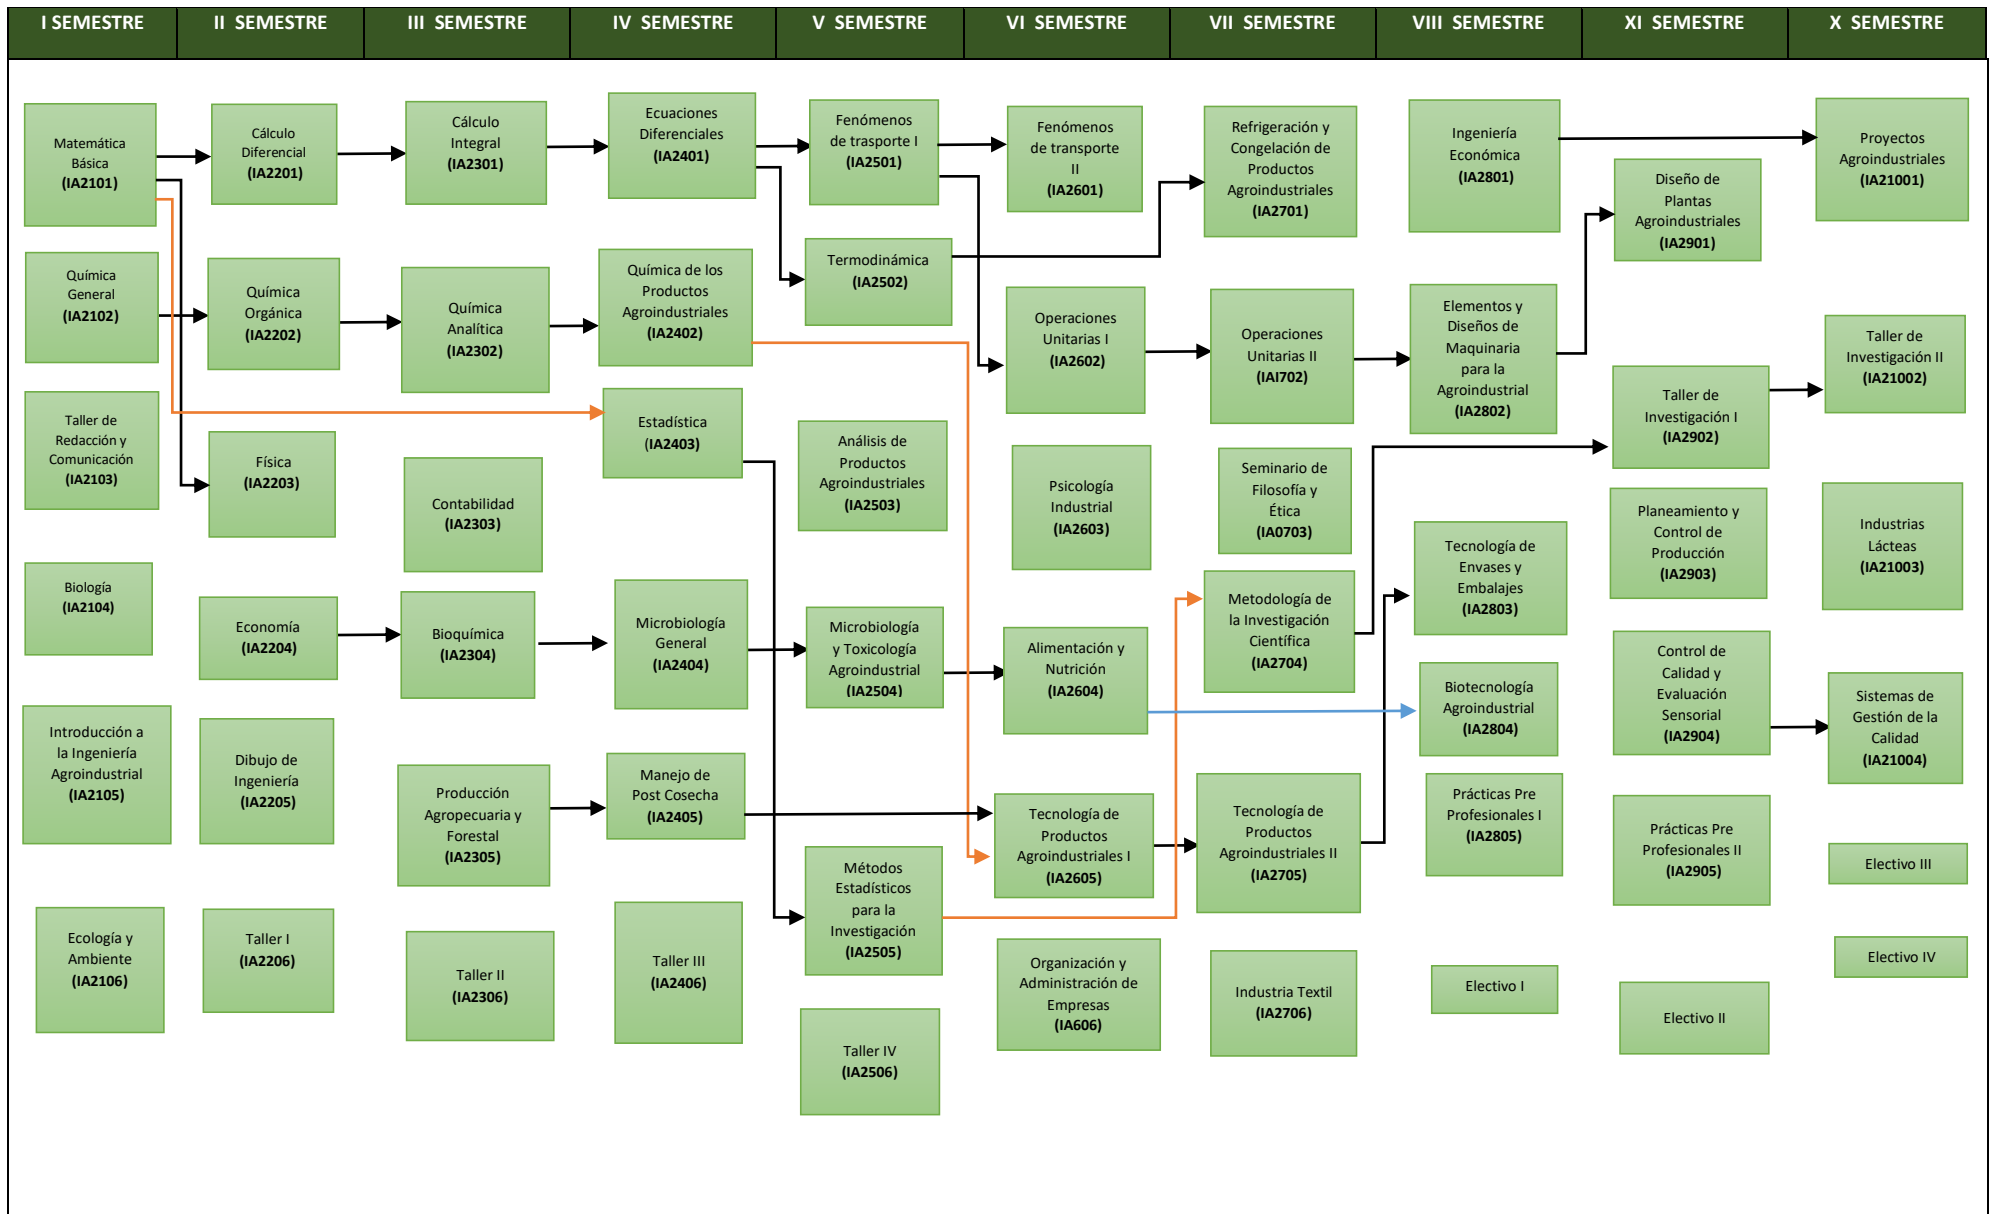 I SEMESTRE
II  SEMESTRE
III  SEMESTRE
IV  SEMESTRE
V  SEMESTRE
VI  SEMESTRE
VII  SEMESTRE
VIII  SEMESTRE
XI  SEMESTRE
X  SEMESTRE
Matemática
Básica
(IA2101)
Química
General
(IA2102)
Taller de
Redacción y
Comunicación
(IA2103)
Biología
(IA2104)
Introducción a
la Ingeniería
Agroindustrial
(IA2105)
Ecología y
Ambiente
(IA2106)
Cálculo
Diferencial
(IA2201)
Química
Orgánica
(IA2202)
Física
(IA2203)
Economía
(IA2204)
Dibujo de
Ingeniería
(IA2205)
Taller I
(IA2206)
Cálculo
Integral
(IA2301)
Química
Analítica
(IA2302)
Contabilidad
(IA2303)
Bioquímica
(IA2304)
Producción
Agropecuaria y
Forestal
(IA2305)
Taller II
(IA2306)
Ecuaciones
Diferenciales
(IA2401)
Química de los
Productos
Agroindustriales
(IA2402)
Estadística
(IA2403)
Microbiología
General
(IA2404)
Manejo de
Post Cosecha
(IA2405)
Taller III
(IA2406)
Fenómenos
de trasporte I
(IA2501)
Termodinámica
(IA2502)
Análisis de
Productos
Agroindustriales
(IA2503)
Microbiología
y Toxicología
Agroindustrial
(IA2504)
Métodos
Estadísticos
para la
Investigación
(IA2505)
Taller IV
(IA2506)
Fenómenos
de transporte
II
(IA2601)
Operaciones
Unitarias I
(IA2602)
Psicología
Industrial
(IA2603)
Alimentación y
Nutrición
(IA2604)
Tecnología de
Productos
Agroindustriales I
(IA2605)
Organización y
Administración de
Empresas
(IA606)
Refrigeración y
Congelación de
Productos
Agroindustriales
(IA2701)
Operaciones
Unitarias II
(IAI702)
Seminario de
Filosofía y
Ética
(IA0703)
Metodología de
la Investigación
Científica
(IA2704)
Tecnología de
Productos
Agroindustriales II
(IA2705)
Industria Textil
(IA2706)
Ingeniería
Económica
(IA2801)
Elementos y
Diseños de
Maquinaria
para la
Agroindustrial
(IA2802)
Tecnología de
Envases y
Embalajes
(IA2803)
Biotecnología
Agroindustrial
(IA2804)
Prácticas Pre
Profesionales I
(IA2805)
Electivo I
Diseño de
Plantas
Agroindustriales
(IA2901)
Taller de
Investigación I
(IA2902)
Planeamiento y
Control de
Producción
(IA2903)
Control de
Calidad y
Evaluación
Sensorial
(IA2904)
Prácticas Pre
Profesionales II
(IA2905)
Electivo II
Proyectos
Agroindustriales
(IA21001)
Taller de
Investigación II
(IA21002)
Industrias
Lácteas
(IA21003)
Sistemas de
Gestión de la
Calidad
(IA21004)
Electivo III
Electivo IV